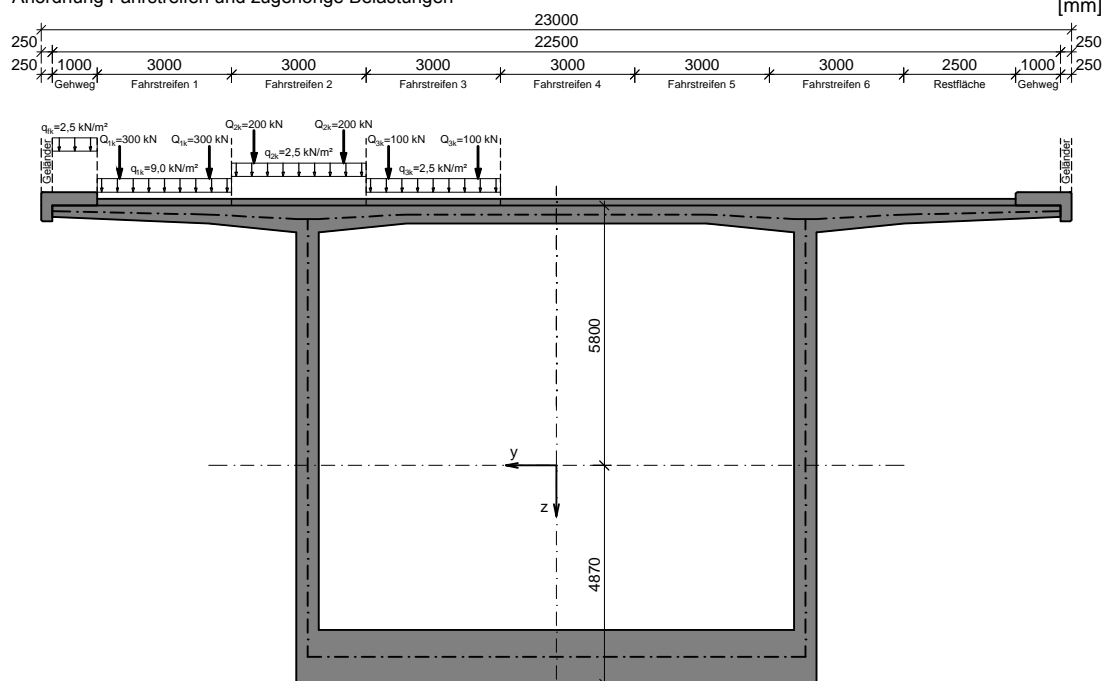 Anordnung Fahrstreifen und zugehörige Belastungen
[mm]
23000
250 22500 250
250 1000 3000 3000 3000 3000 3000 3000 2500 1000 250
Gehweg Fahrstreifen 1 Fahrstreifen 2 Fahrstreifen 3 Fahrstreifen 4 Fahrstreifen 5 Fahrstreifen 6 Restfläche Gehweg
qfk=2,5 kN/m² Q1k=300 kN Q1k=300 kN Q2k=200 kN Q2k=200 kN Q3k=100 kN Q3k=100 kN
q1k=9,0 kN/m² q2k=2,5 kN/m² q3k=2,5 kN/m²
Geländer Geländer
5800
y
z
4870